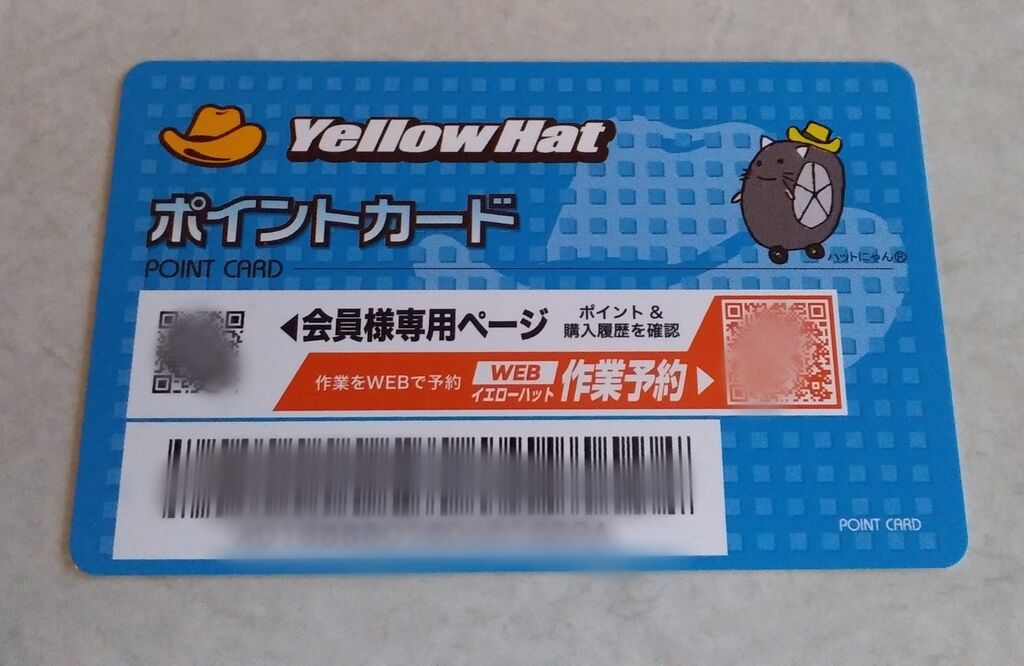 YellowHat
ポイントカード
POINT CARD
ハットにゃん®
◀会員様専用ページ
ポイント &
購入履歴を確認
作業をWEBで予約
WEB
イエローハット
作業予約▶
POINT CARD